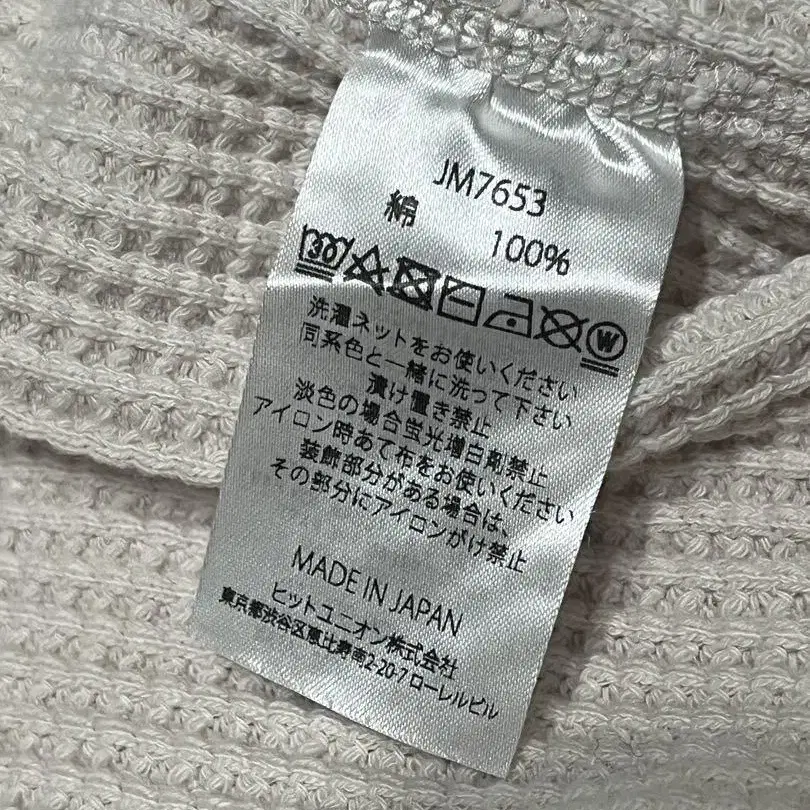 JM7653
綿 100%
30
W
洗濯ネットをお使いください
同系色と一緒に洗って下さい
漬け置き禁止
淡色の場合蛍光増白剤禁止
アイロン時あて布をお使いください
装飾部分がある場合は、
その部分にアイロンがけ禁止
MADE IN JAPAN
ヒットユニオン株式会社
東京都渋谷区恵比寿南2-20-7 ローレルビル